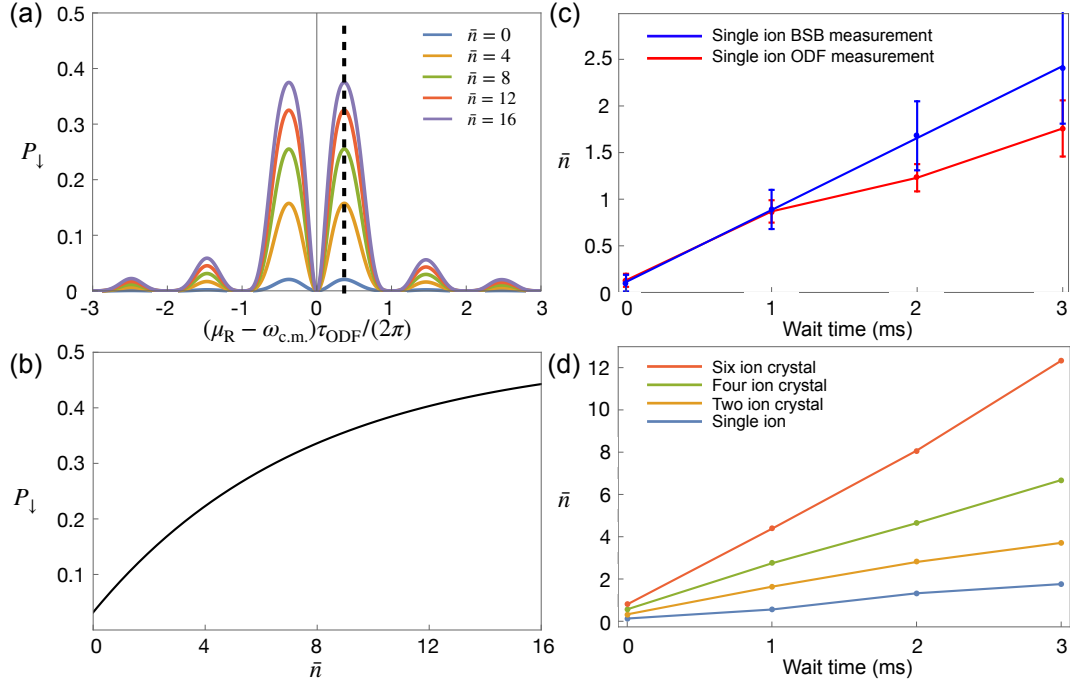 (a)
0.5
0.4
0.3
0.2
0.1
0
P↓
n̄ = 0
n̄ = 4
n̄ = 8
n̄ = 12
n̄ = 16
-3 -2 -1 0 1 2 3
(μR − ωc.m.)τODF/(2π)
(b)
0.5
0.4
0.3
0.2
0.1
P↓
0 4 8 12 16
n̄
(c)
Single ion BSB measurement
Single ion ODF measurement
2.5
2
1.5
1
0.5
0
n̄
0 1 2 3
Wait time (ms)
(d)
Six ion crystal
Four ion crystal
Two ion crystal
Single ion
12
10
8
6
4
2
0
n̄
0 1 2 3
Wait time (ms)